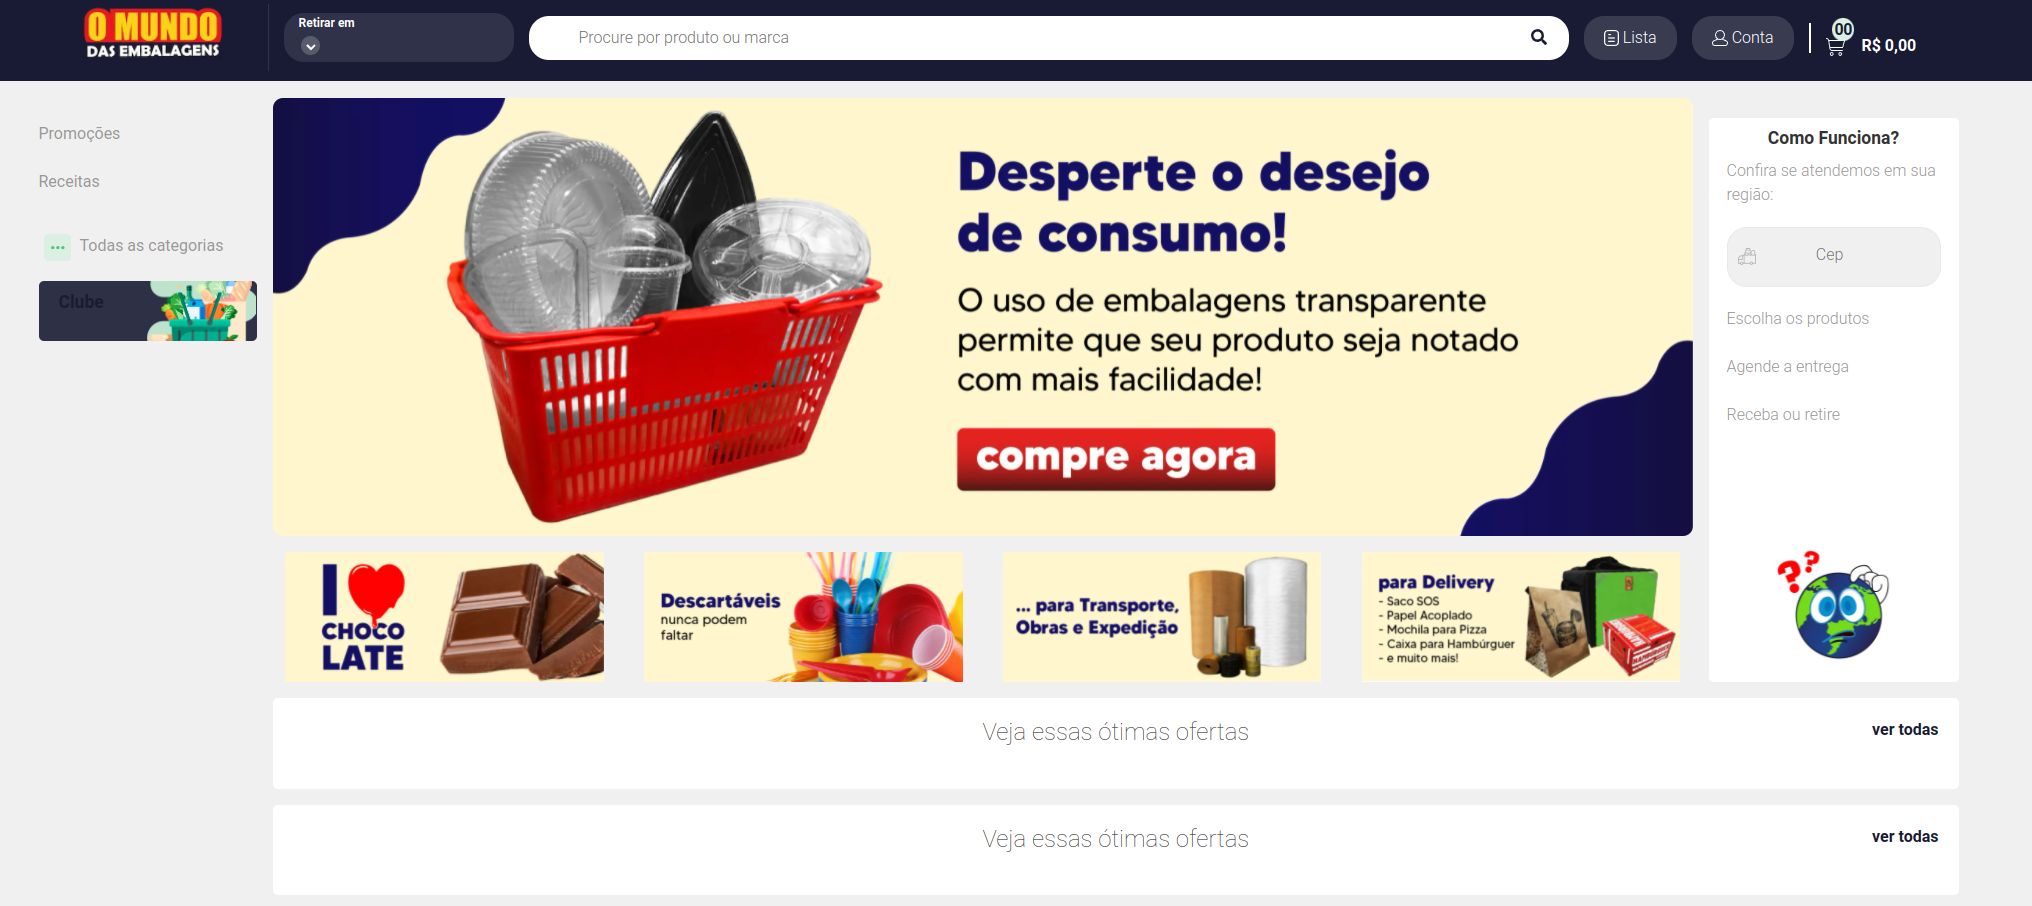 O MUNDO
DAS EMBALAGENS
Retirar em
Procure por produto ou marca
Lista
Conta
00
R$ 0,00
Promoções
Receitas
Todas as categorias
Clube
Desperte o desejo
de consumo!
O uso de embalagens transparente
permite que seu produto seja notado
com mais facilidade!
compre agora
Como Funciona?
Confira se atendemos em sua
região:
Cep
Escolha os produtos
Agende a entrega
Receba ou retire
??
I
CHOCO
LATE
Descartáveis
nunca podem
faltar
... para Transporte,
Obras e Expedição
para Delivery
- Saco SOS
- Papel Acoplado
- Mochila para Pizza
- Caixa para Hambúrguer
- e muito mais!
Veja essas ótimas ofertas
ver todas
Veja essas ótimas ofertas
ver todas